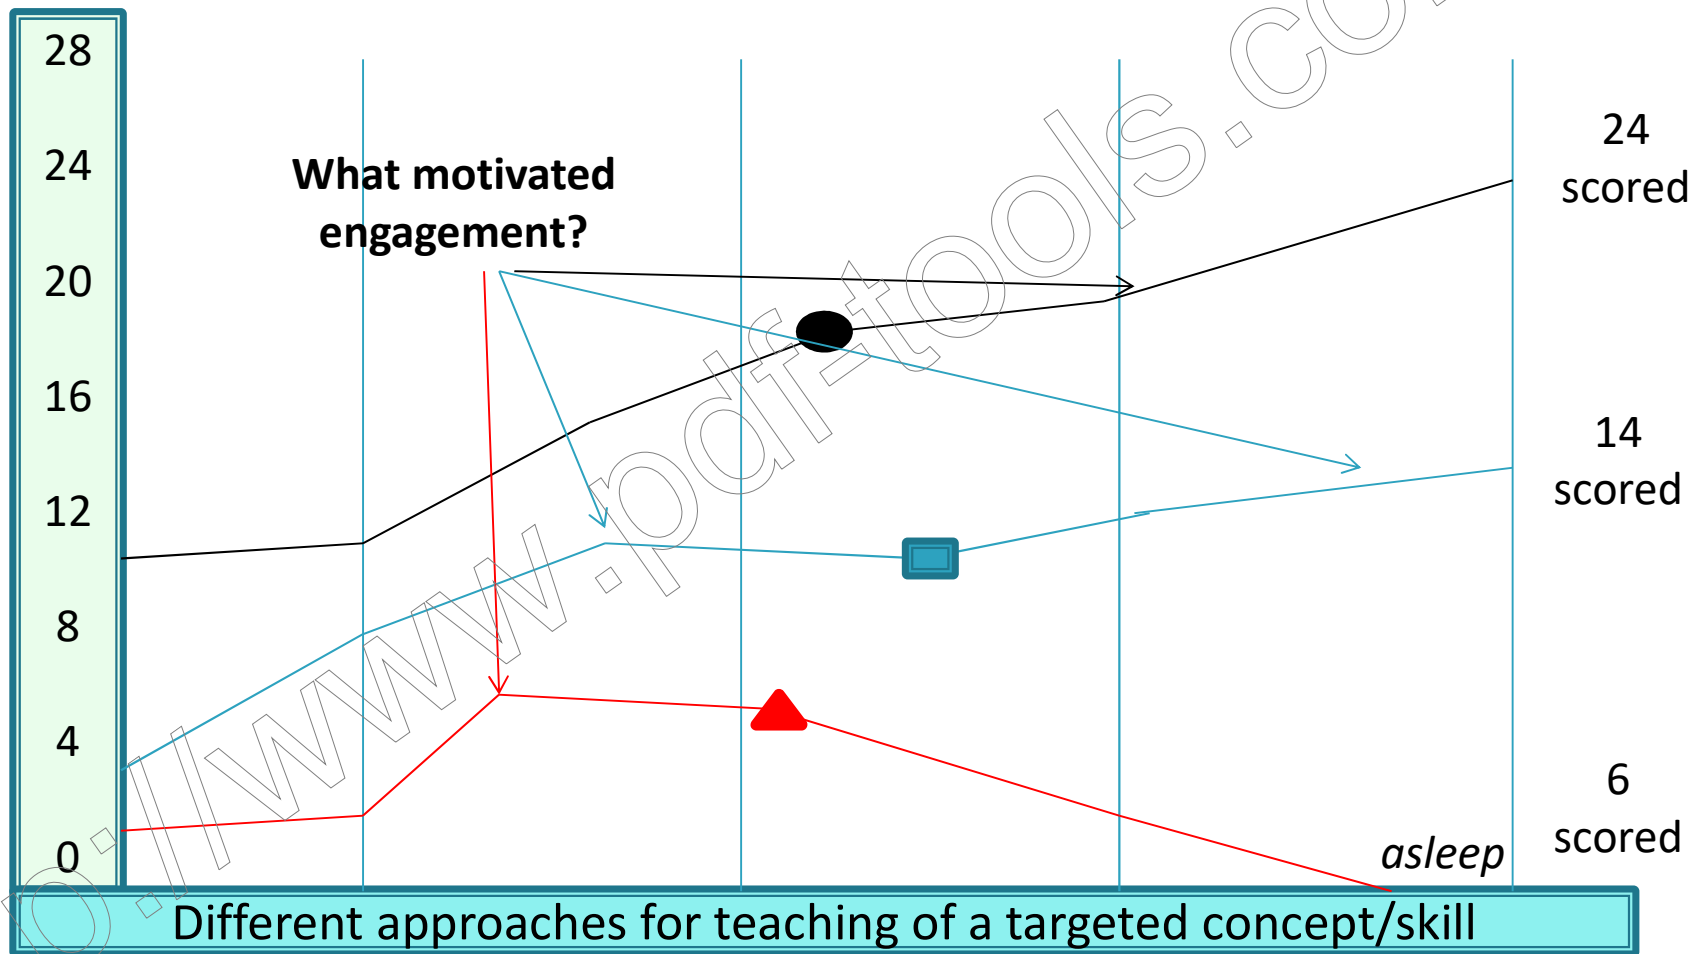 28
24
20
16
12
8
4
0
What motivated
engagement?
24
scored
14
scored
6
scored
asleep
Different approaches for teaching of a targeted concept/skill
p://www.pdf-tools.co